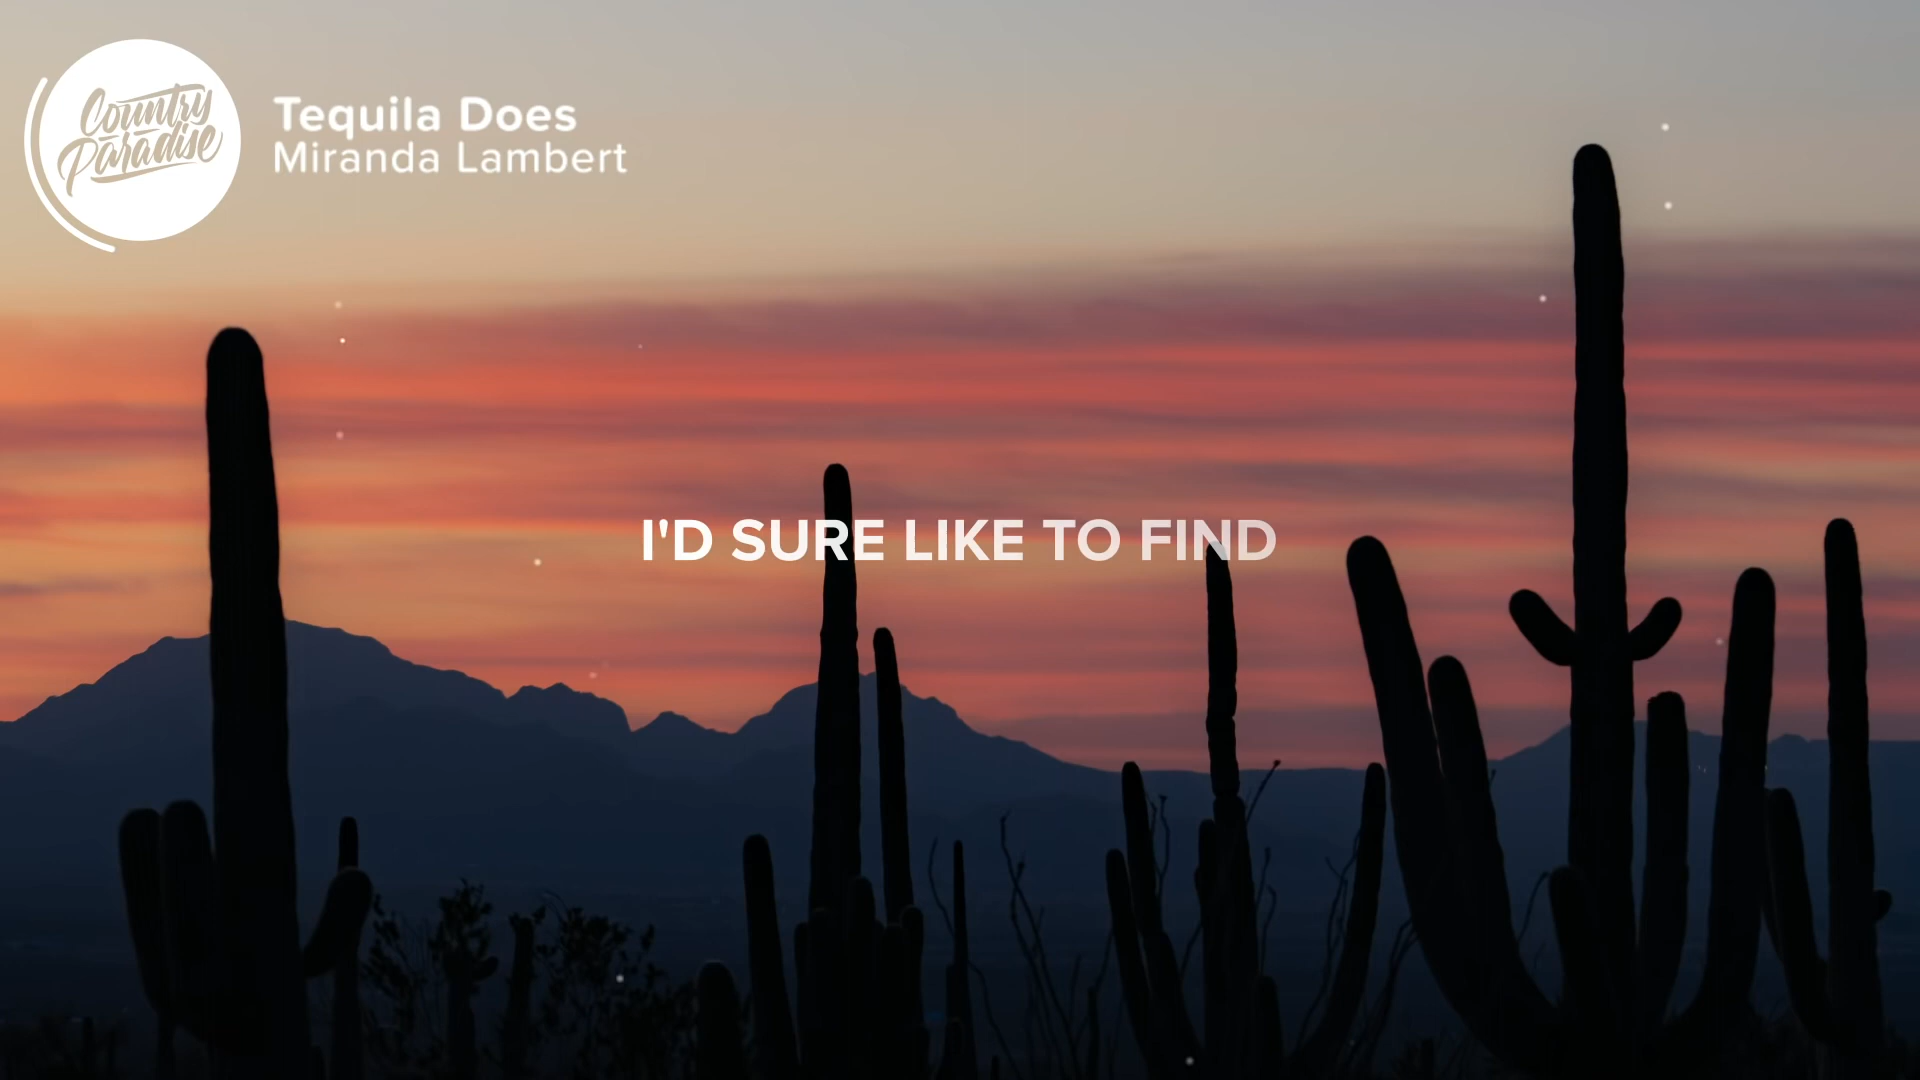 Country
Paradise
Tequila Does
Miranda Lambert
I'D SURE LIKE TO FIND